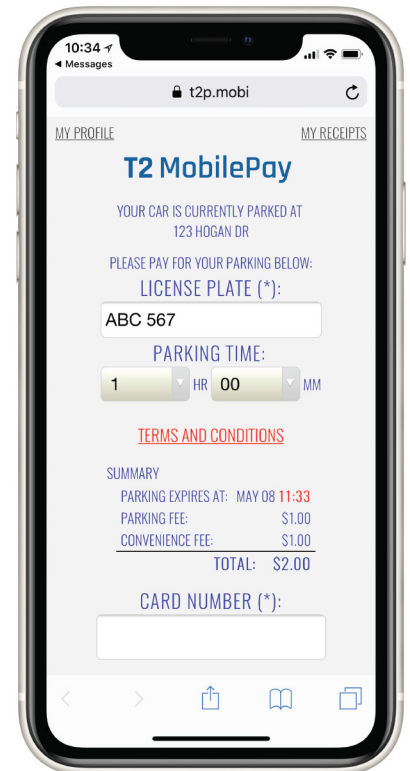 10:34
◀ Messages
t2p.mobi
MY PROFILE
MY RECEIPTS
T2 MobilePay
YOUR CAR IS CURRENTLY PARKED AT
123 HOGAN DR
PLEASE PAY FOR YOUR PARKING BELOW:
LICENSE PLATE (*):
ABC 567
PARKING TIME:
1 HR 00 MM
TERMS AND CONDITIONS
SUMMARY
PARKING EXPIRES AT: MAY 08 11:33
PARKING FEE: $1.00
CONVENIENCE FEE: $1.00
TOTAL: $2.00
CARD NUMBER (*):